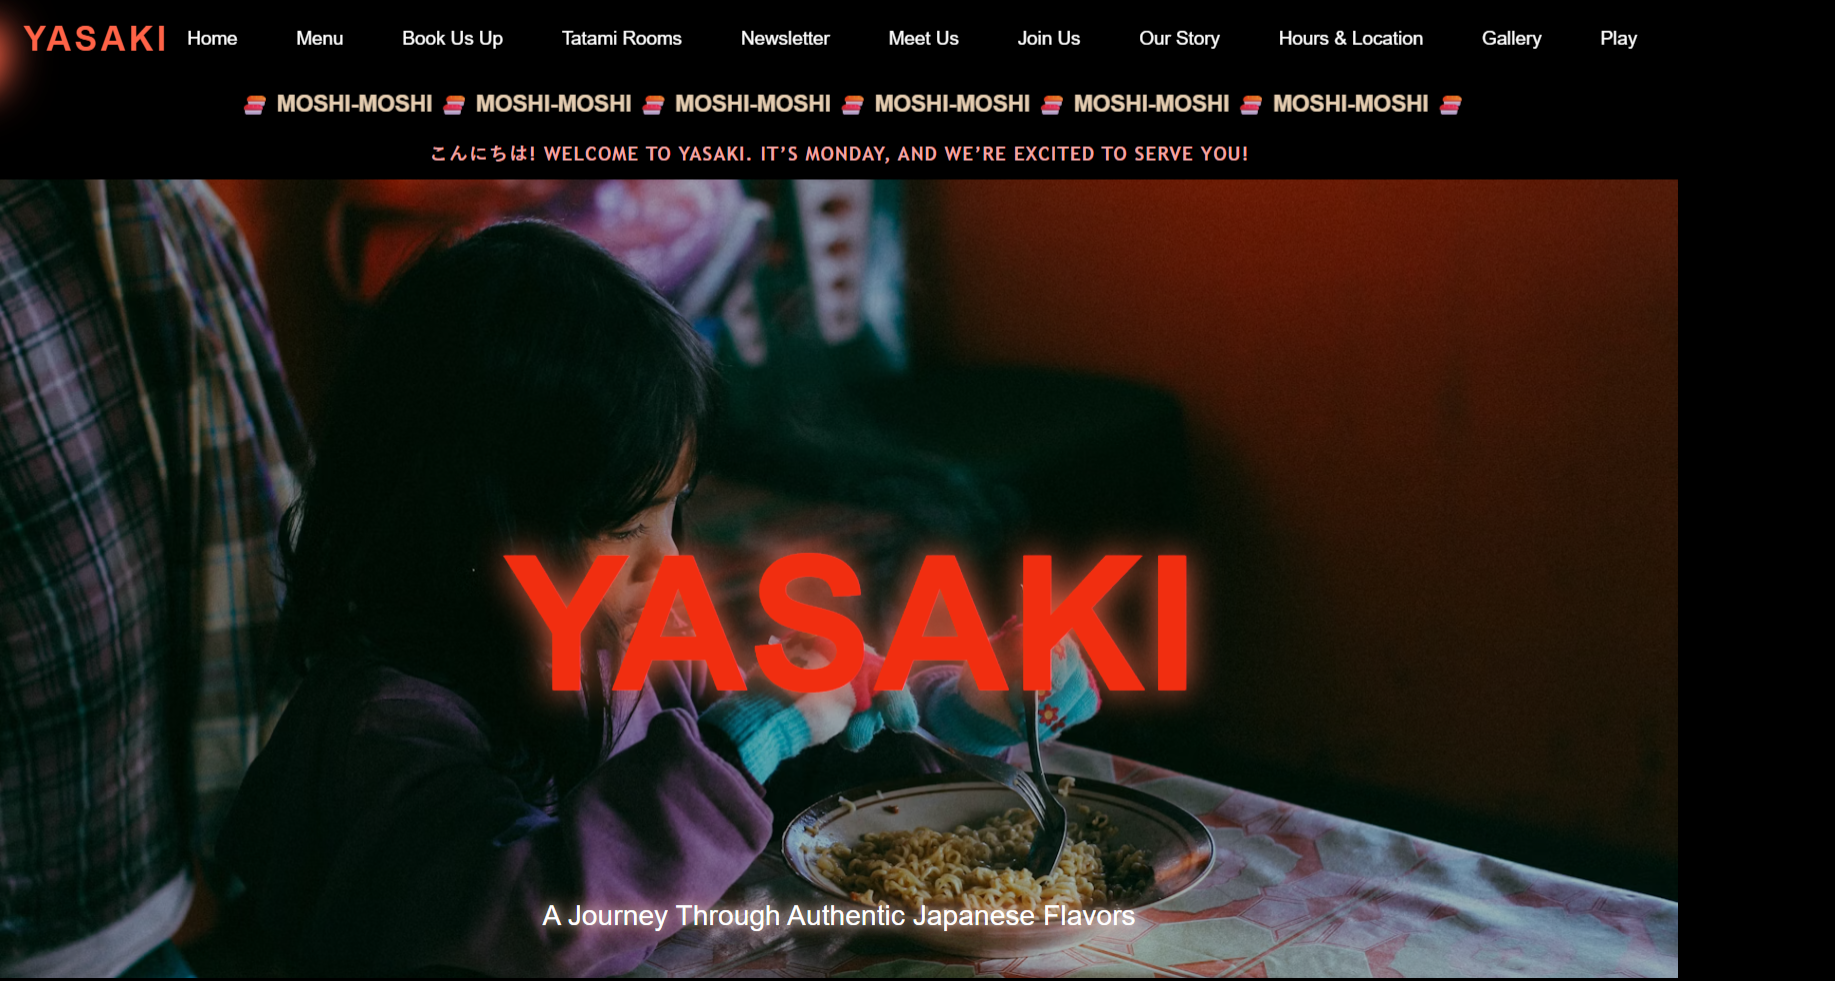 YASAKI Home Menu Book Us Up Tatami Rooms Newsletter Meet Us Join Us Our Story Hours & Location Gallery Play
🍣 MOSHI-MOSHI 🍣 MOSHI-MOSHI 🍣 MOSHI-MOSHI 🍣 MOSHI-MOSHI 🍣 MOSHI-MOSHI 🍣 MOSHI-MOSHI 🍣
こんにちは! WELCOME TO YASAKI. IT’S MONDAY, AND WE’RE EXCITED TO SERVE YOU!
YASAKI
A Journey Through Authentic Japanese Flavors